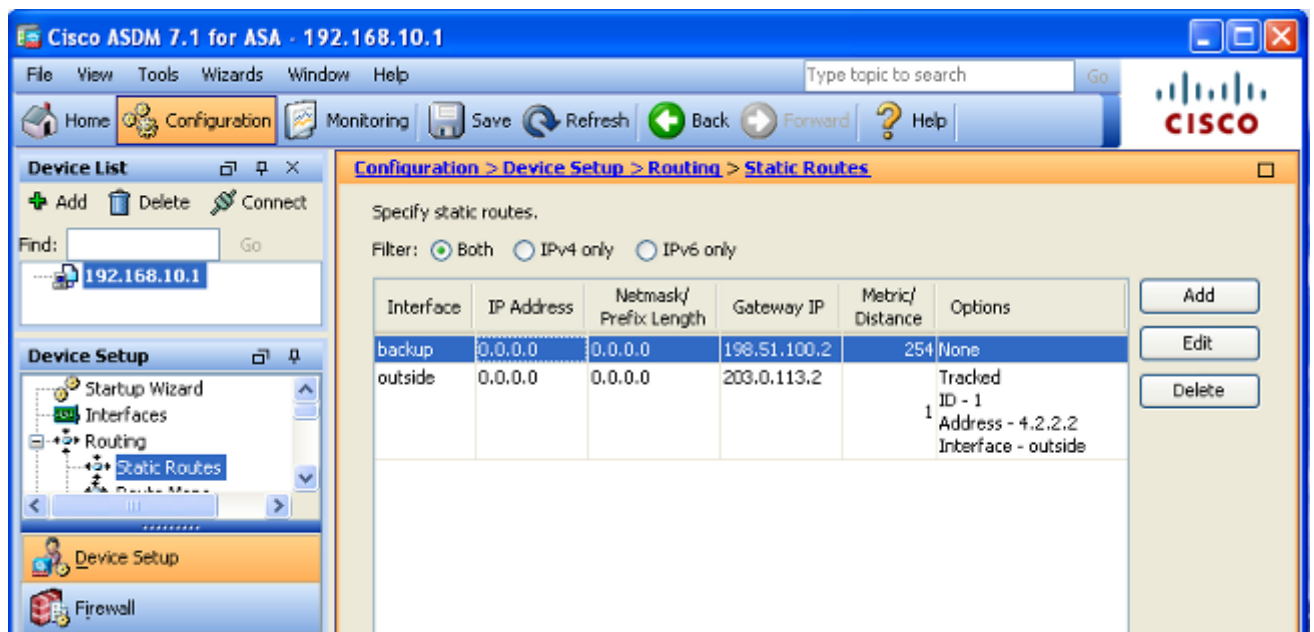 Cisco ASDM 7.1 for ASA - 192.168.10.1
File View Tools Wizards Window Help
Type topic to search Go
Home Configuration Monitoring Save Refresh Back Forward Help
CISCO
Device List
Add Delete Connect
Find: Go
192.168.10.1
Device Setup
Startup Wizard
Interfaces
Routing
Static Routes
Device Setup
Firewall
Configuration > Device Setup > Routing > Static Routes
Specify static routes.
Filter: Both IPv4 only IPv6 only
Interface IP Address Netmask/ Prefix Length Gateway IP Metric/ Distance Options
backup 0.0.0.0 0.0.0.0 198.51.100.2 254 None
outside 0.0.0.0 0.0.0.0 203.0.113.2 1 Tracked
ID - 1
Address - 4.2.2.2
Interface - outside
Add
Edit
Delete